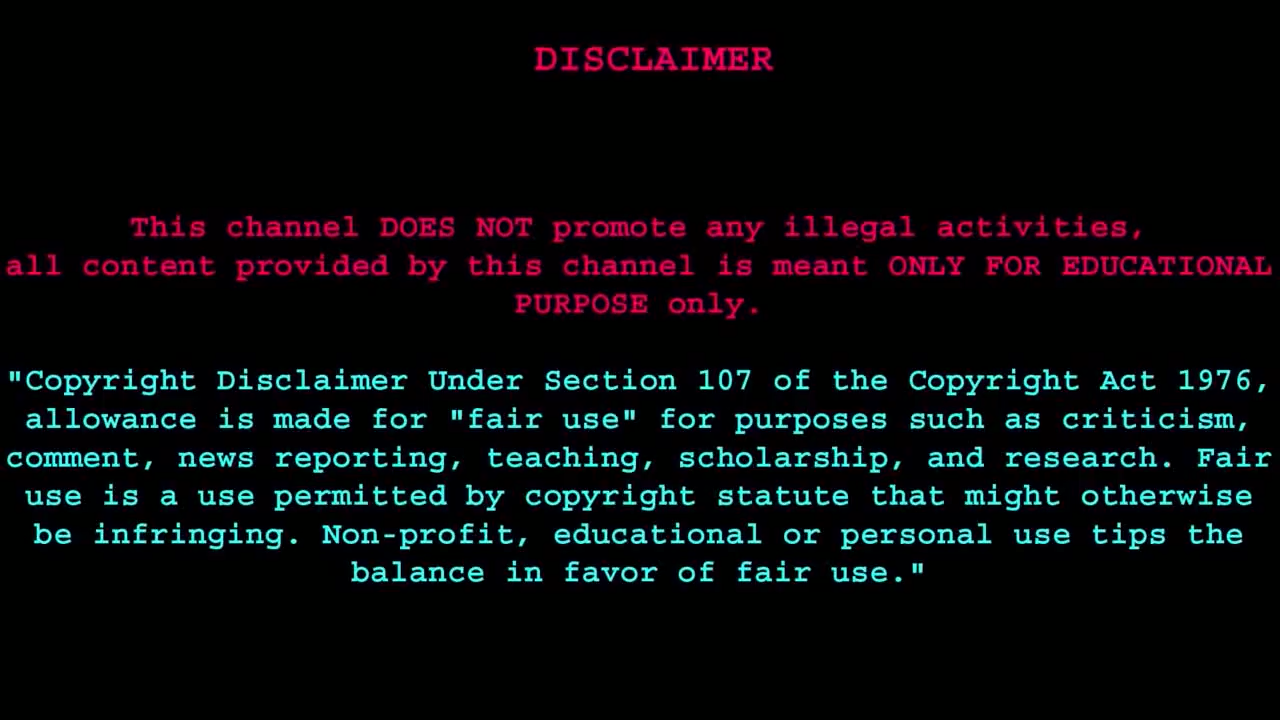 DISCLAIMER
This channel DOES NOT promote any illegal activities,
all content provided by this channel is meant ONLY FOR EDUCATIONAL
PURPOSE only.
"Copyright Disclaimer Under Section 107 of the Copyright Act 1976,
allowance is made for "fair use" for purposes such as criticism,
comment, news reporting, teaching, scholarship, and research. Fair
use is a use permitted by copyright statute that might otherwise
be infringing. Non-profit, educational or personal use tips the
balance in favor of fair use."